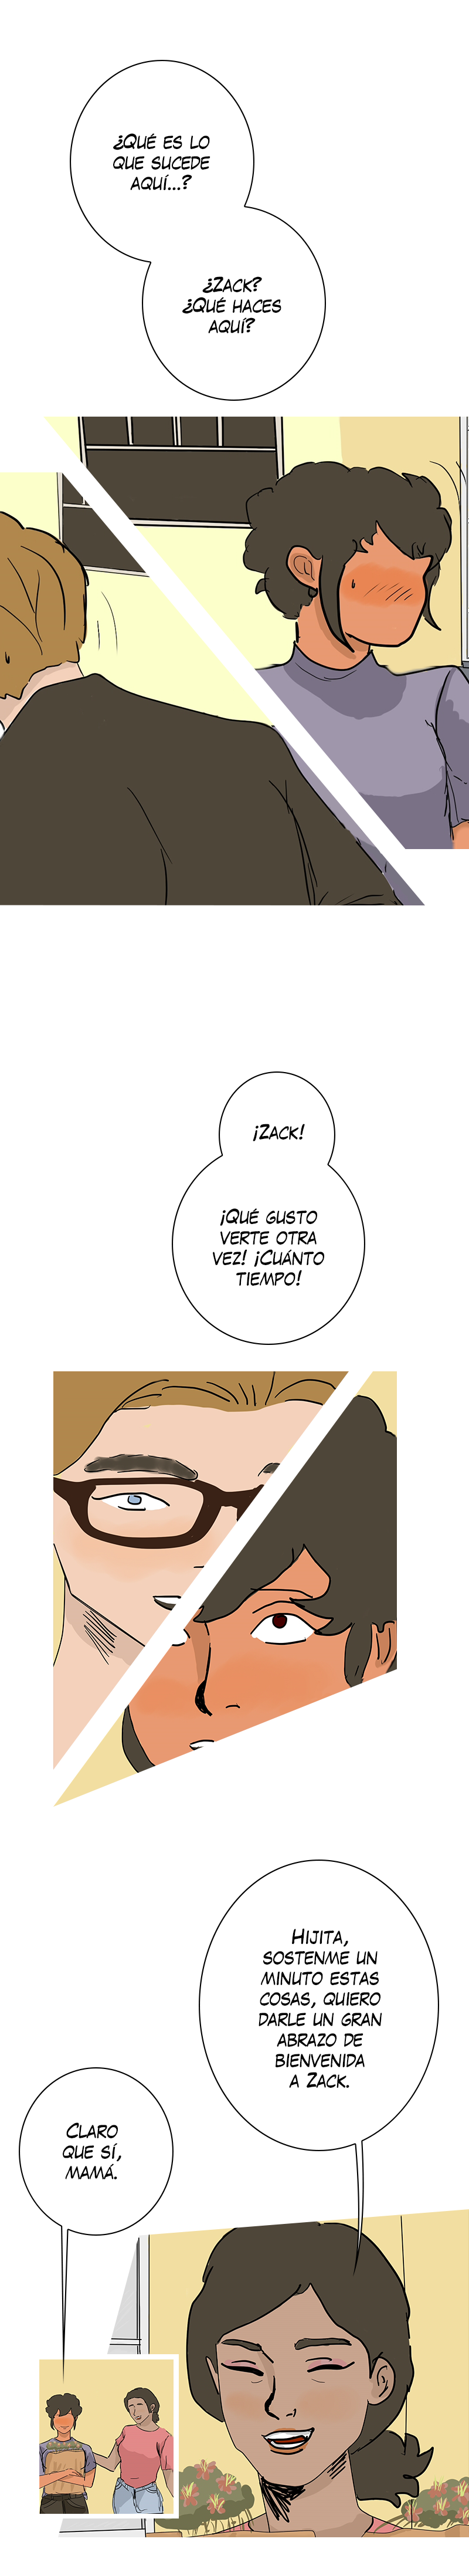 ¿QUÉ ES LO
QUE SUCEDE
AQUÍ...?
¿ZACK?
¿QUÉ HACES
AQUÍ?
¡ZACK!
¡QUÉ GUSTO
VERTE OTRA
VEZ! ¡CUÁNTO
TIEMPO!
HIJITA,
SOSTENME UN
MINUTO ESTAS
COSAS, QUIERO
DARLE UN GRAN
ABRAZO DE
BIENVENIDA
A ZACK.
CLARO
QUE SÍ,
MAMÁ.